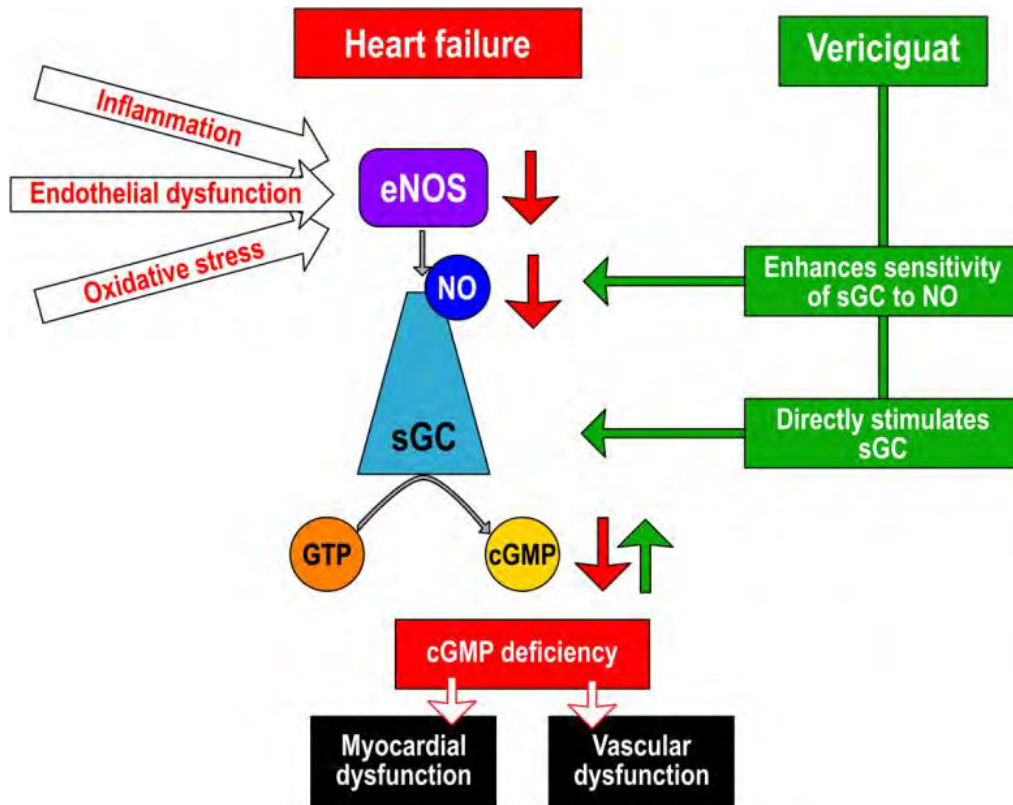 Heart failure
Vericiguat
Inflammation
Endothelial dysfunction
Oxidative stress
eNOS
NO
Enhances sensitivity
of sGC to NO
sGC
Directly stimulates
sGC
GTP
cGMP
cGMP deficiency
Myocardial
dysfunction
Vascular
dysfunction